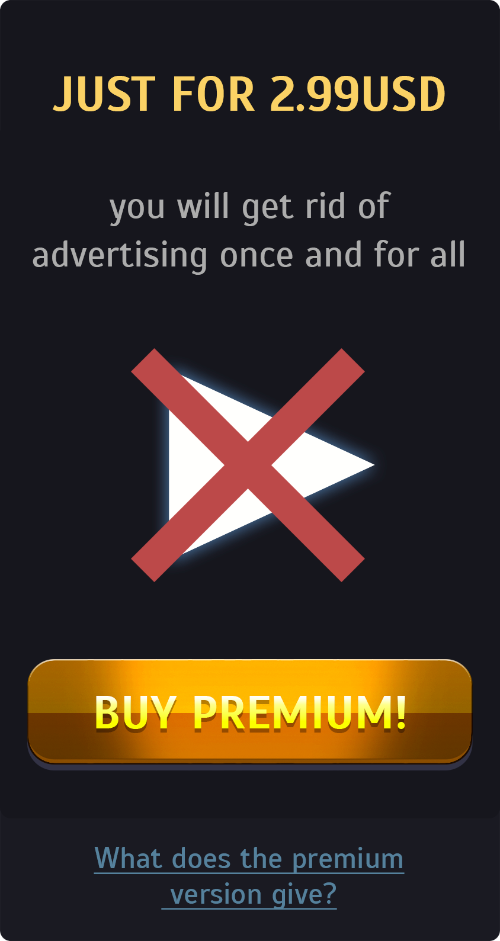 JUST FOR 2.99USD
you will get rid of
advertising once and for all
BUY PREMIUM!
What does the premium
version give?